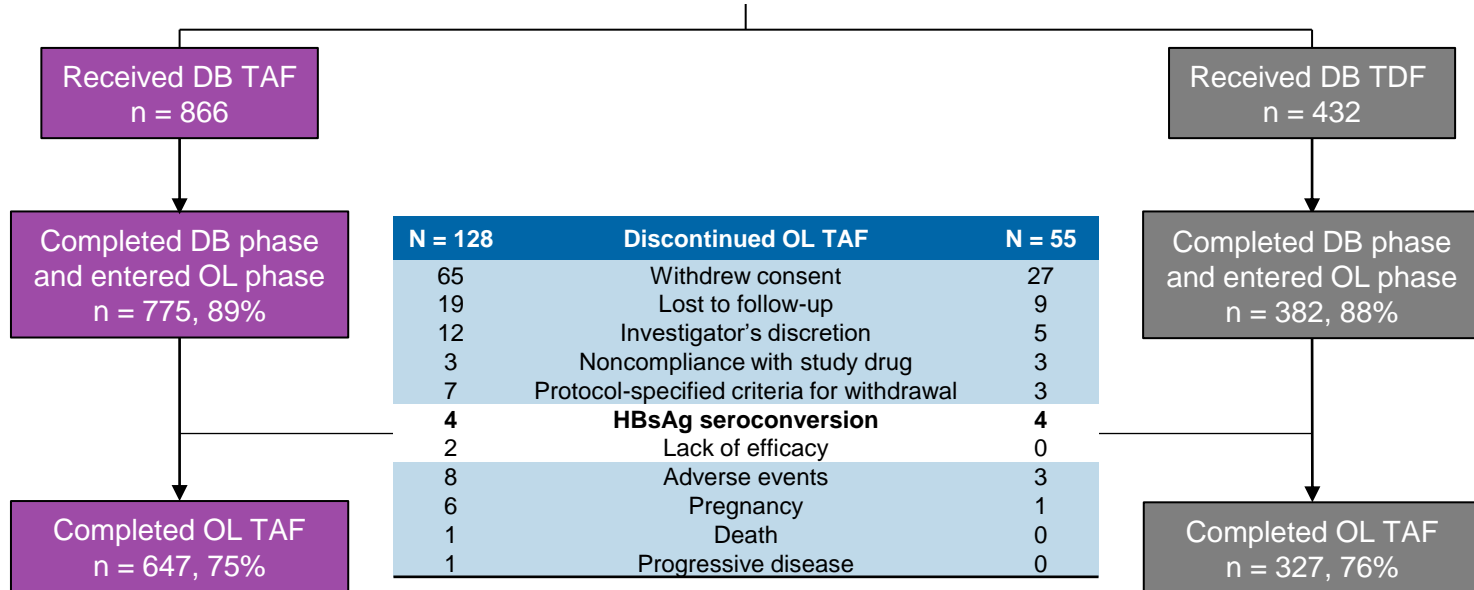 Received DB TAF
n = 866
Received DB TDF
n = 432
Completed DB phase
and entered OL phase
n = 775, 89%
N = 128 Discontinued OL TAF N = 55
65 Withdrew consent 27
19 Lost to follow-up 9
12 Investigator’s discretion 5
3 Noncompliance with study drug 3
7 Protocol-specified criteria for withdrawal 3
4 HBsAg seroconversion 4
2 Lack of efficacy 0
8 Adverse events 3
6 Pregnancy 1
1 Death 0
1 Progressive disease 0
Completed DB phase
and entered OL phase
n = 382, 88%
Completed OL TAF
n = 647, 75%
Completed OL TAF
n = 327, 76%